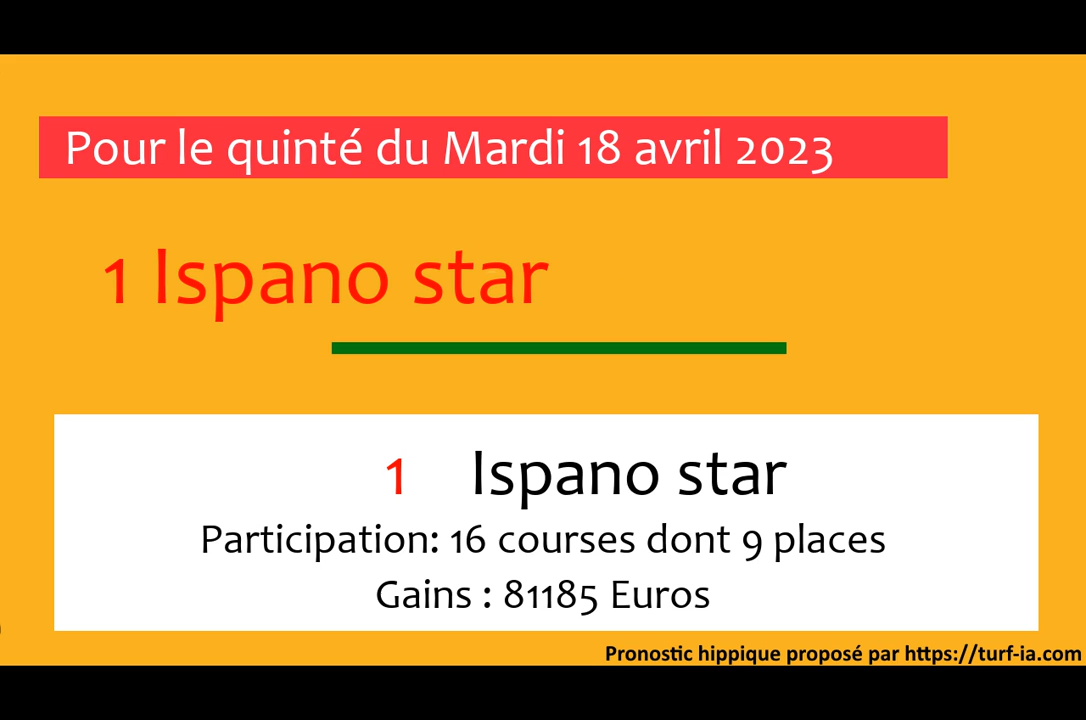 Pour le quinté du Mardi 18 avril 2023
1 Ispano star
1 Ispano star
Participation: 16 courses dont 9 places
Gains : 81185 Euros
Pronostic hippique proposé par https://turf-ia.com